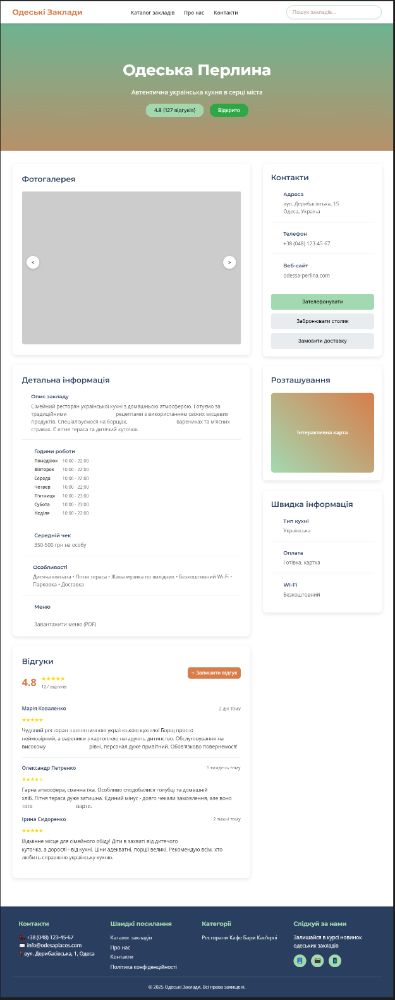 Одеські Заклади
Каталог закладів Про нас Контакти
Пошук закладів...
Одеська Перлина
Автентична українська кухня в серці міста
4.8 (127 відгуків) Відкрито
Фотогалерея
< >
Детальна інформація
Опис закладу
Сімейний ресторан української кухні з домашньою атмосферою. Готуємо за
традиційними рецептами з використанням свіжих місцевих
продуктів. Спеціалізуємося на борщах, варениках та м'ясних
стравах. Є літня тераса та дитячий куточок.
Години роботи
Понеділок 10:00 - 22:00
Вівторок 10:00 - 22:00
Середа 10:00 - 22:00
Четвер 10:00 - 22:00
П'ятниця 10:00 - 23:00
Субота 10:00 - 23:00
Неділя 10:00 - 22:00
Середній чек
350-500 грн на особу
Особливості
Дитяча кімната • Літня тераса • Жива музика по вихідних • Безкоштовний Wi-Fi •
Парковка • Доставка
Меню
Завантажити меню (PDF)
Відгуки
4.8 ★★★★★
127 відгуків
+ Залишити відгук
Марія Коваленко 2 дні тому
★★★★★
Чудовий ресторан з автентичною українською кухнею! Борщ просто
неймовірний, а вареники з картоплею нагадують дитинство. Обслуговування на
високому рівні, персонал дуже привітний. Обов'язково повернемося!
Олександр Петренко 1 тиждень тому
★★★★☆
Гарна атмосфера, смачна їжа. Особливо сподобалися голубці та домашній
хліб. Літня тераса дуже затишна. Єдиний мінус - довго чекали замовлення, але воно
того варте.
Ірина Сидоренко 2 тижні тому
★★★★★
Відмінне місце для сімейного обіду! Діти в захваті від дитячого
куточка, а дорослі - від кухні. Ціни адекватні, порції великі. Рекомендую всім, хто
любить справжню українську кухню.
Контакти
Адреса
вул. Дерибасівська, 15
Одеса, Україна
Телефон
+38 (048) 123-45-67
Веб-сайт
odessa-perlina.com
Зателефонувати
Забронювати столик
Замовити доставку
Розташування
Інтерактивна карта
Швидка інформація
Тип кухні
Українська
Оплата
Готівка, картка
Wi-Fi
Безкоштовний
Контакти
+38 (048) 123-45-67
info@odesaplaces.com
вул. Дерибасівська, 1, Одеса
Швидкі посилання
Каталог закладів
Про нас
Контакти
Політика конфіденційності
Категорії
Ресторани Кафе Бари Кав'ярні
Слідкуй за нами
Залишайся в курсі новинок
одеських закладів
© 2025 Одеські Заклади. Всі права захищені.